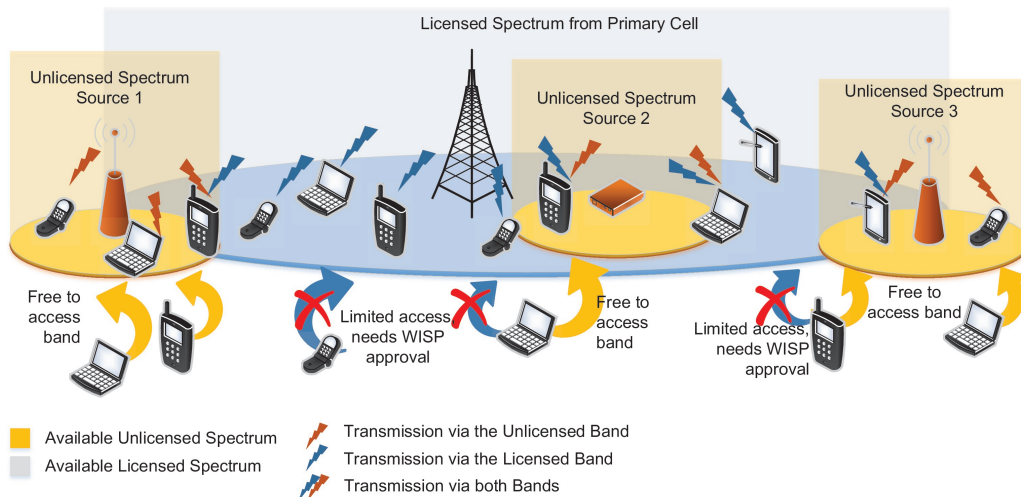 Licensed Spectrum from Primary Cell
Unlicensed Spectrum
Source 1
Unlicensed Spectrum
Source 2
Unlicensed Spectrum
Source 3
Free to
access
band
Limited access,
needs WISP
approval
Free to
access
band
Limited access,
needs WISP
approval
Free to
access band
Available Unlicensed Spectrum
Available Licensed Spectrum
Transmission via the Unlicensed Band
Transmission via the Licensed Band
Transmission via both Bands